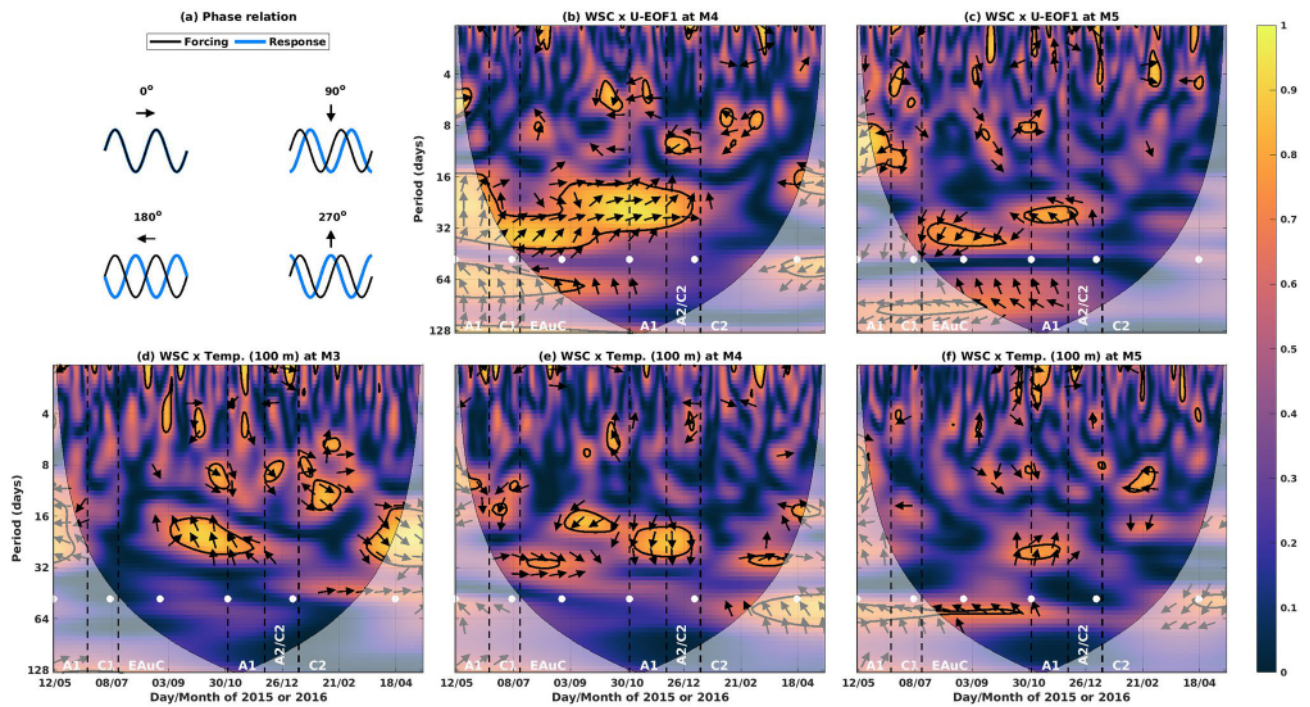 (a) Phase relation
Forcing Response
0°
90°
180°
270°
(b) WSC x U-EOF1 at M4
Period (days)
4
8
16
32
64
128
A1 C1 EAuC A1 A2/C2 C2
(c) WSC x U-EOF1 at M5
A1 C1 EAuC A1 A2/C2 C2
1
0.9
0.8
0.7
0.6
0.5
0.4
0.3
0.2
0.1
0
(d) WSC x Temp. (100 m) at M3
Period (days)
4
8
16
32
64
128
A1 C1 EAuC A1 A2/C2 C2
12/05 08/07 03/09 30/10 26/12 21/02 18/04
Day/Month of 2015 or 2016
(e) WSC x Temp. (100 m) at M4
A1 C1 EAuC A1 A2/C2 C2
12/05 08/07 03/09 30/10 26/12 21/02 18/04
Day/Month of 2015 or 2016
(f) WSC x Temp. (100 m) at M5
A1 C1 EAuC A1 A2/C2 C2
12/05 08/07 03/09 30/10 26/12 21/02 18/04
Day/Month of 2015 or 2016